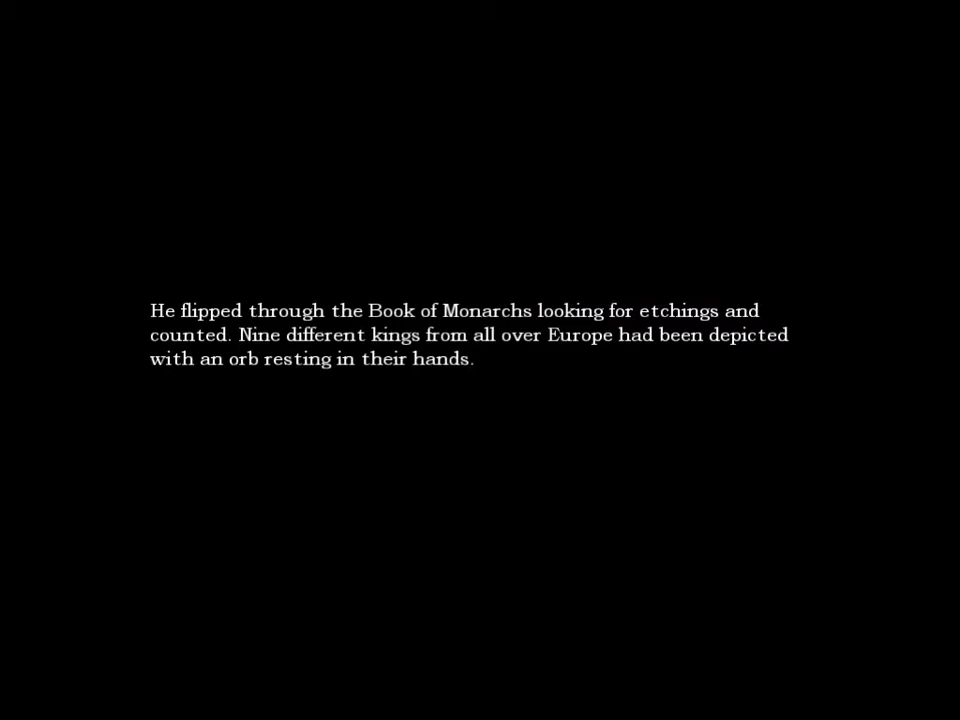 He flipped through the Book of Monarchs looking for etchings and
counted. Nine different kings from all over Europe had been depicted
with an orb resting in their hands.